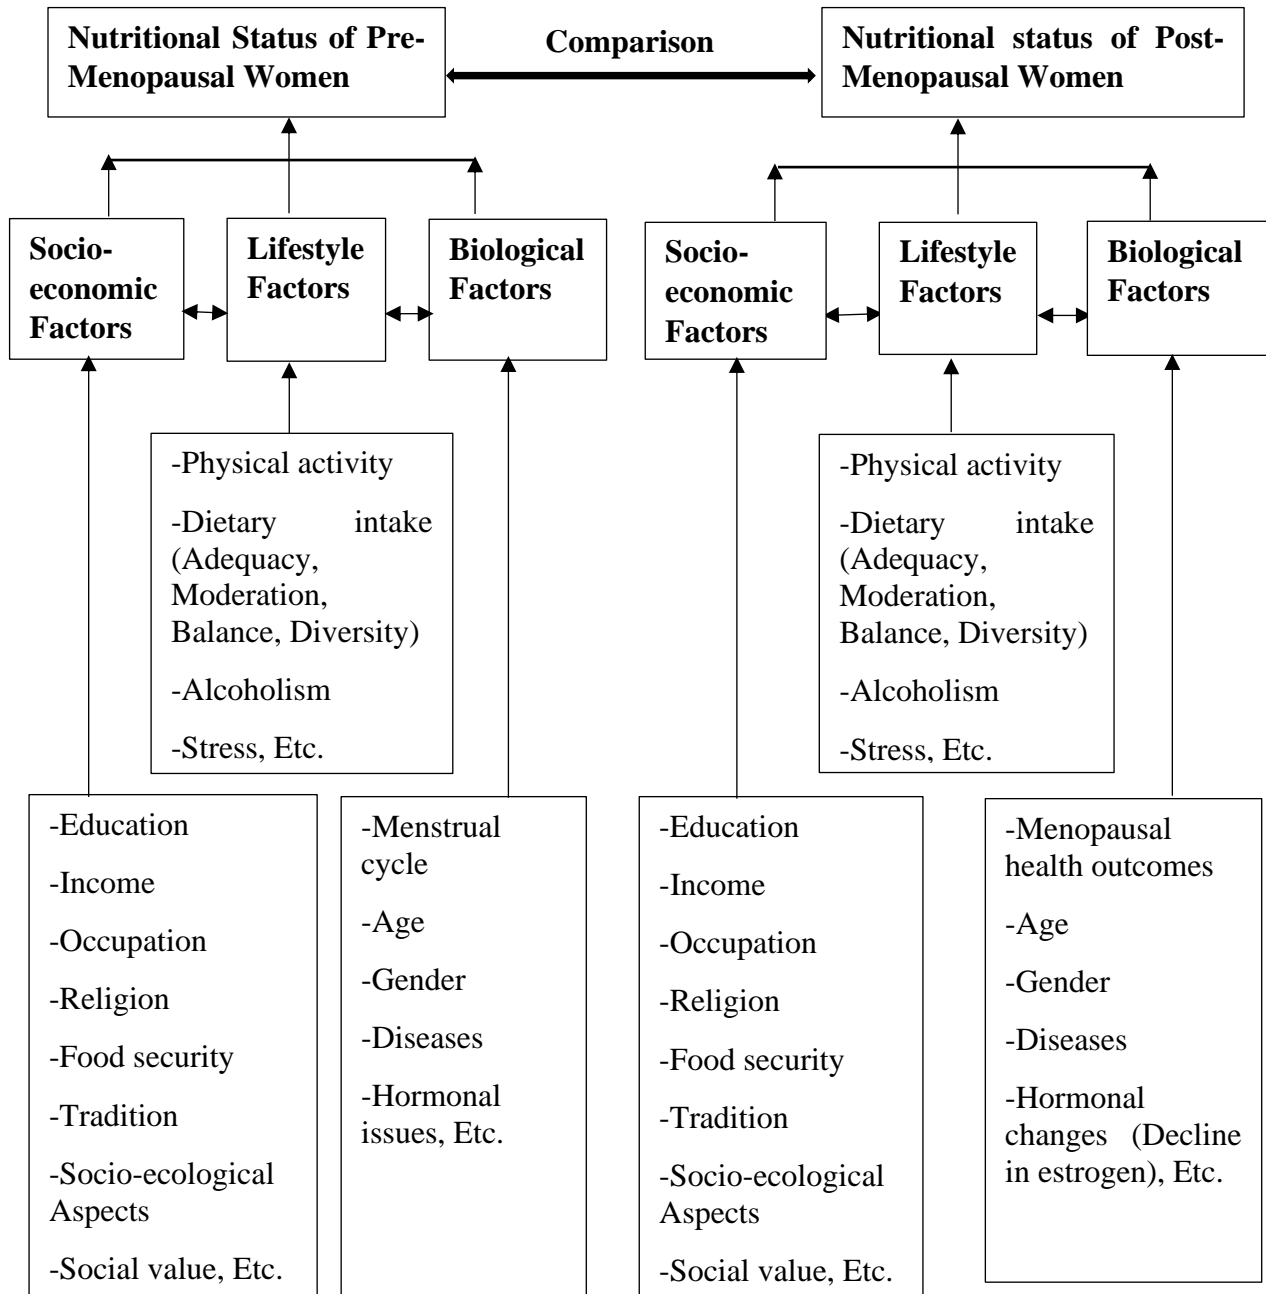 Nutritional Status of Pre-
Menopausal Women
Comparison
Nutritional status of Post-
Menopausal Women
Socio-
economic
Factors
Lifestyle
Factors
Biological
Factors
Socio-
economic
Factors
Lifestyle
Factors
Biological
Factors
-Physical activity
-Dietary intake
(Adequacy,
Moderation,
Balance, Diversity)
-Alcoholism
-Stress, Etc.
-Physical activity
-Dietary intake
(Adequacy,
Moderation,
Balance, Diversity)
-Alcoholism
-Stress, Etc.
-Education
-Income
-Occupation
-Religion
-Food security
-Tradition
-Socio-ecological
Aspects
-Social value, Etc.
-Menstrual
cycle
-Age
-Gender
-Diseases
-Hormonal
issues, Etc.
-Education
-Income
-Occupation
-Religion
-Food security
-Tradition
-Socio-ecological
Aspects
-Social value, Etc.
-Menopausal
health outcomes
-Age
-Gender
-Diseases
-Hormonal
changes (Decline
in estrogen), Etc.